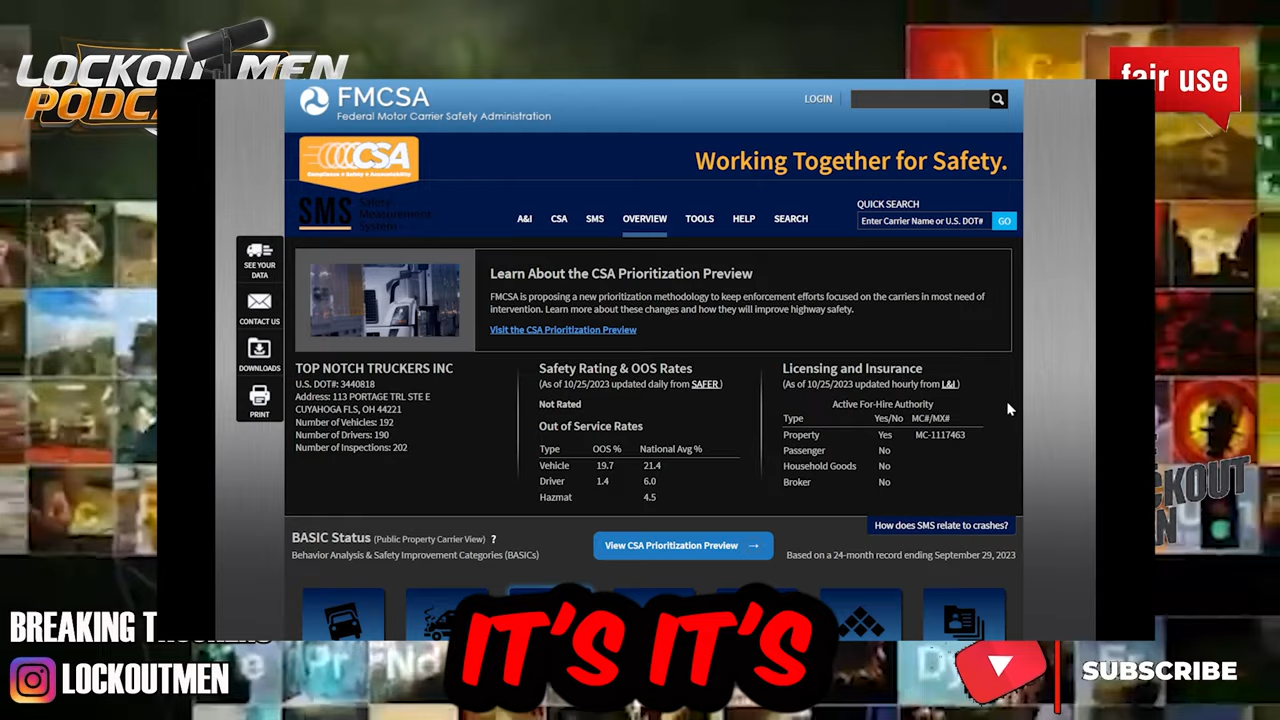 LOCKOUT MEN
fair use
FMCSA
Federal Motor Carrier Safety Administration
LOGIN
CSA
Compliance • Safety • Accountability
Working Together for Safety.
SMS
Safety
Measurement
System
QUICK SEARCH
A&I CSA SMS OVERVIEW TOOLS HELP SEARCH
Enter Carrier Name or U.S. DOT# GO
SEE YOUR
DATA
CONTACT US
DOWNLOADS
PRINT
Learn About the CSA Prioritization Preview
FMCSA is proposing a new prioritization methodology to keep enforcement efforts focused on the carriers in most need of
intervention. Learn more about these changes and how they will improve highway safety.
Visit the CSA Prioritization Preview
TOP NOTCH TRUCKERS INC
U.S. DOT#: 3440818
Address: 113 PORTAGE TRL STE E
CUYAHOGA FLS, OH 44221
Number of Vehicles: 192
Number of Drivers: 190
Number of Inspections: 202
Safety Rating & OOS Rates
(As of 10/25/2023 updated daily from SAFER )
Not Rated
Out of Service Rates
Type OOS % National Avg %
Vehicle 19.7 21.4
Driver 1.4 6.0
Hazmat 4.5
Licensing and Insurance
(As of 10/25/2023 updated hourly from L&I )
Active For-Hire Authority
Type Yes/No MC#/MX#
Property Yes MC-1117463
Passenger No
Household Goods No
Broker No
How does SMS relate to crashes?
BASIC Status (Public Property Carrier View) ?
Behavior Analysis & Safety Improvement Categories (BASICs)
View CSA Prioritization Preview →
Based on a 24-month record ending September 29, 2023
IT'S IT'S
BREAKING
LOCKOUTMEN
SUBSCRIBE